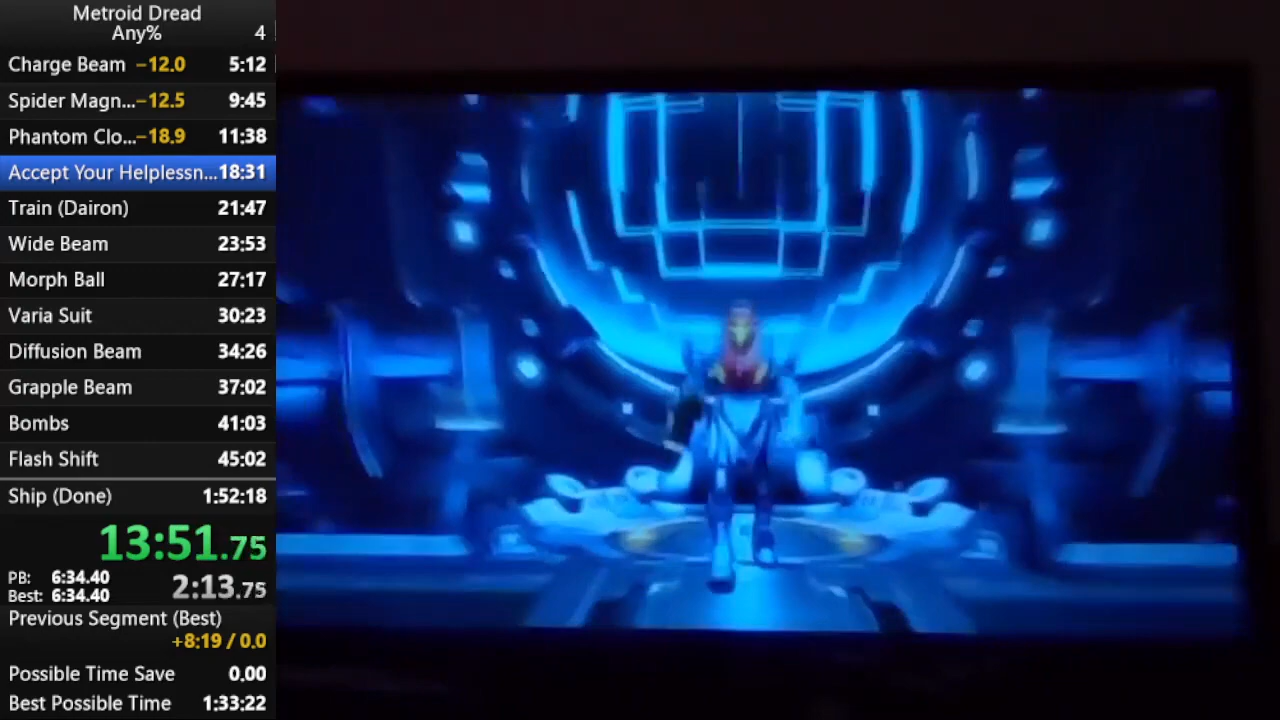 Metroid Dread
Any% 4
Charge Beam -12.0 5:12
Spider Magn... -12.5 9:45
Phantom Clo... -18.9 11:38
Accept Your Helplessn... 18:31
Train (Dairon) 21:47
Wide Beam 23:53
Morph Ball 27:17
Varia Suit 30:23
Diffusion Beam 34:26
Grapple Beam 37:02
Bombs 41:03
Flash Shift 45:02
Ship (Done) 1:52:18
13:51.75
PB: 6:34.40 2:13.75
Best: 6:34.40
Previous Segment (Best)
+8:19 / 0.0
Possible Time Save 0.00
Best Possible Time 1:33:22